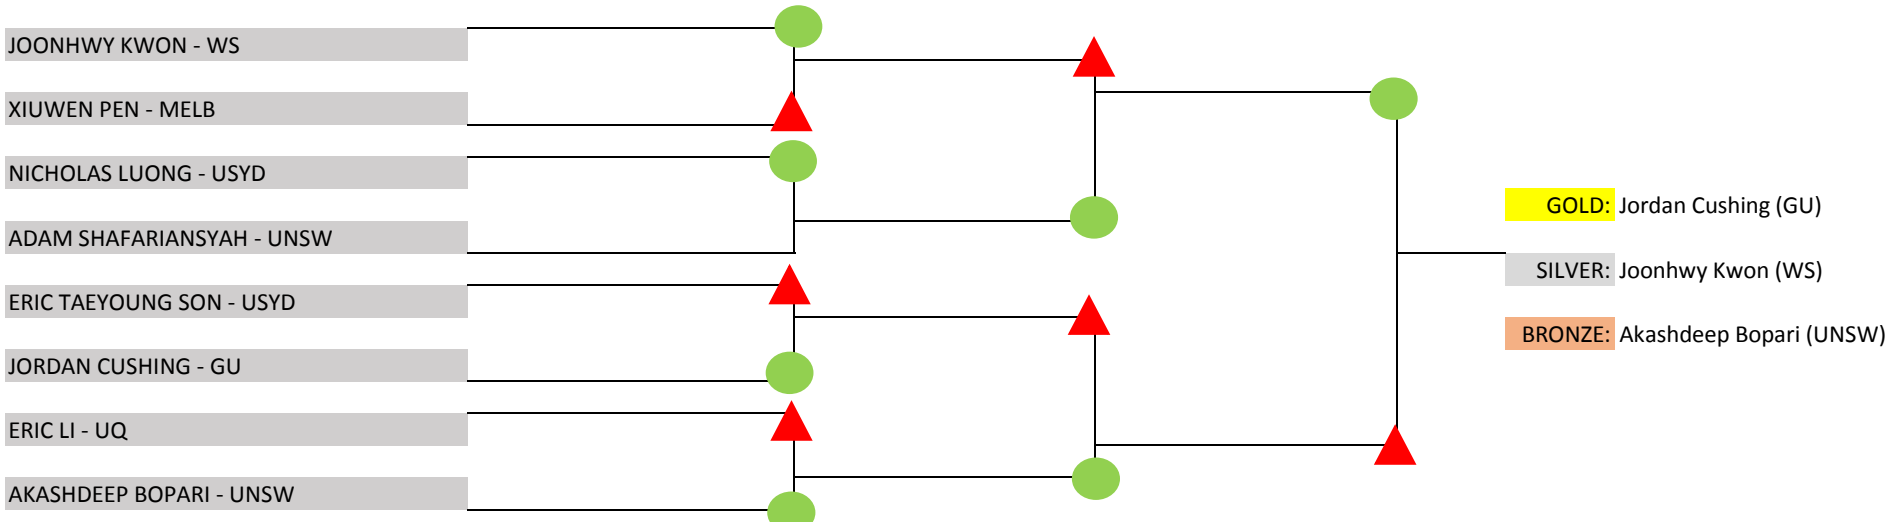 JOONHWY KWON - WS
XIUWEN PEN - MELB
NICHOLAS LUONG - USYD
ADAM SHAFARIANSYAH - UNSW
ERIC TAEYOUNG SON - USYD
JORDAN CUSHING - GU
ERIC LI - UQ
AKASHDEEP BOPARI - UNSW
GOLD: Jordan Cushing (GU)
SILVER: Joonhwy Kwon (WS)
BRONZE: Akashdeep Bopari (UNSW)